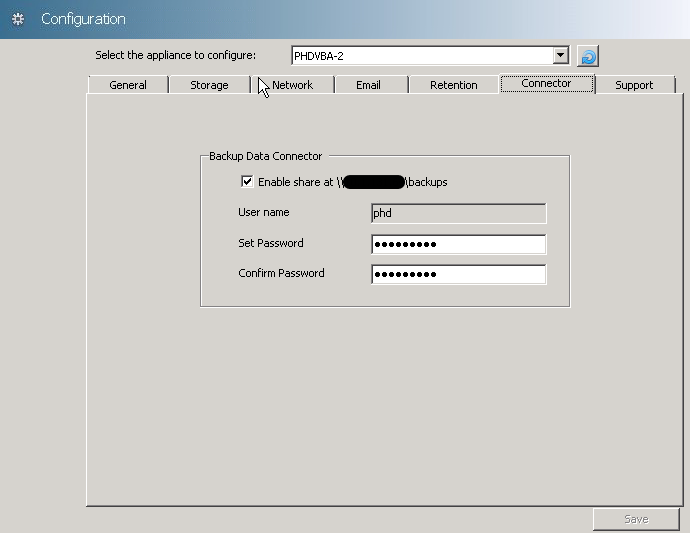 Configuration
Select the appliance to configure: PHDVBA-2
General Storage Network Email Retention Connector Support
Backup Data Connector
Enable share at \\ \backups
User name phd
Set Password ●●●●●●●●●
Confirm Password ●●●●●●●●●
Save